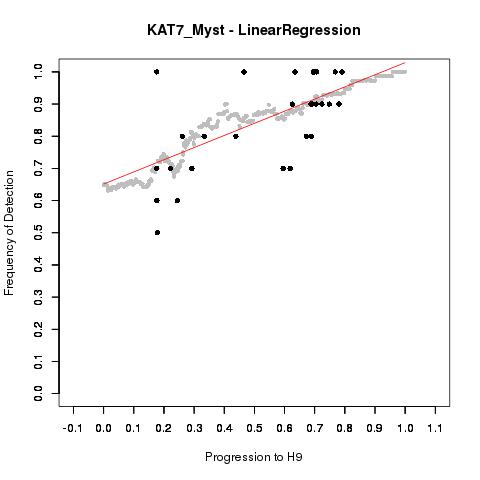 KAT7_Myst - LinearRegression
Frequency of Detection
1.0
0.9
0.8
0.7
0.6
0.5
0.4
0.3
0.2
0.1
0.0
-0.1 0.0 0.1 0.2 0.3 0.4 0.5 0.6 0.7 0.8 0.9 1.0 1.1
Progression to H9